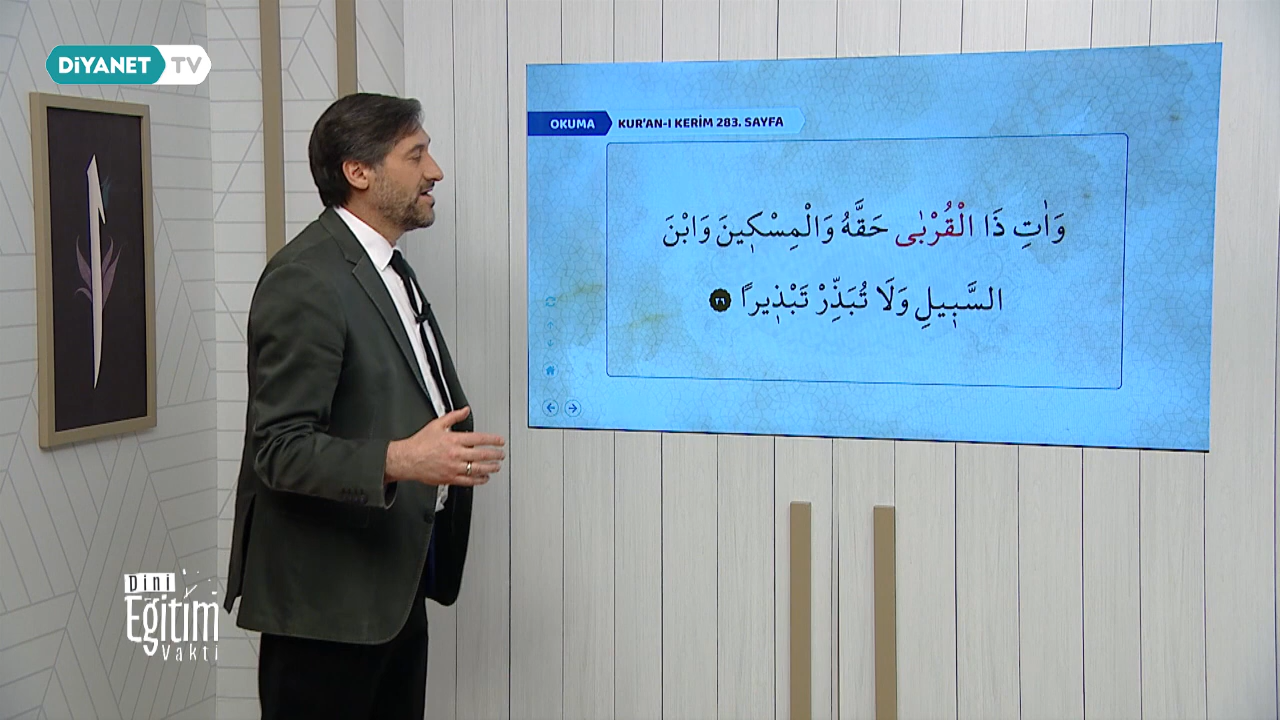 DİYANET TV
OKUMA
KUR'AN-I KERİM 283. SAYFA
وَاٰتِ ذَا الْقُرْبٰى حَقَّهُ وَالْمِسْك۪ينَ وَابْنَ
السَّب۪يلِ وَلَا تُبَذِّرْ تَبْذ۪يرًا ﴿٢٦﴾
Dini
Eğitim
Vakti